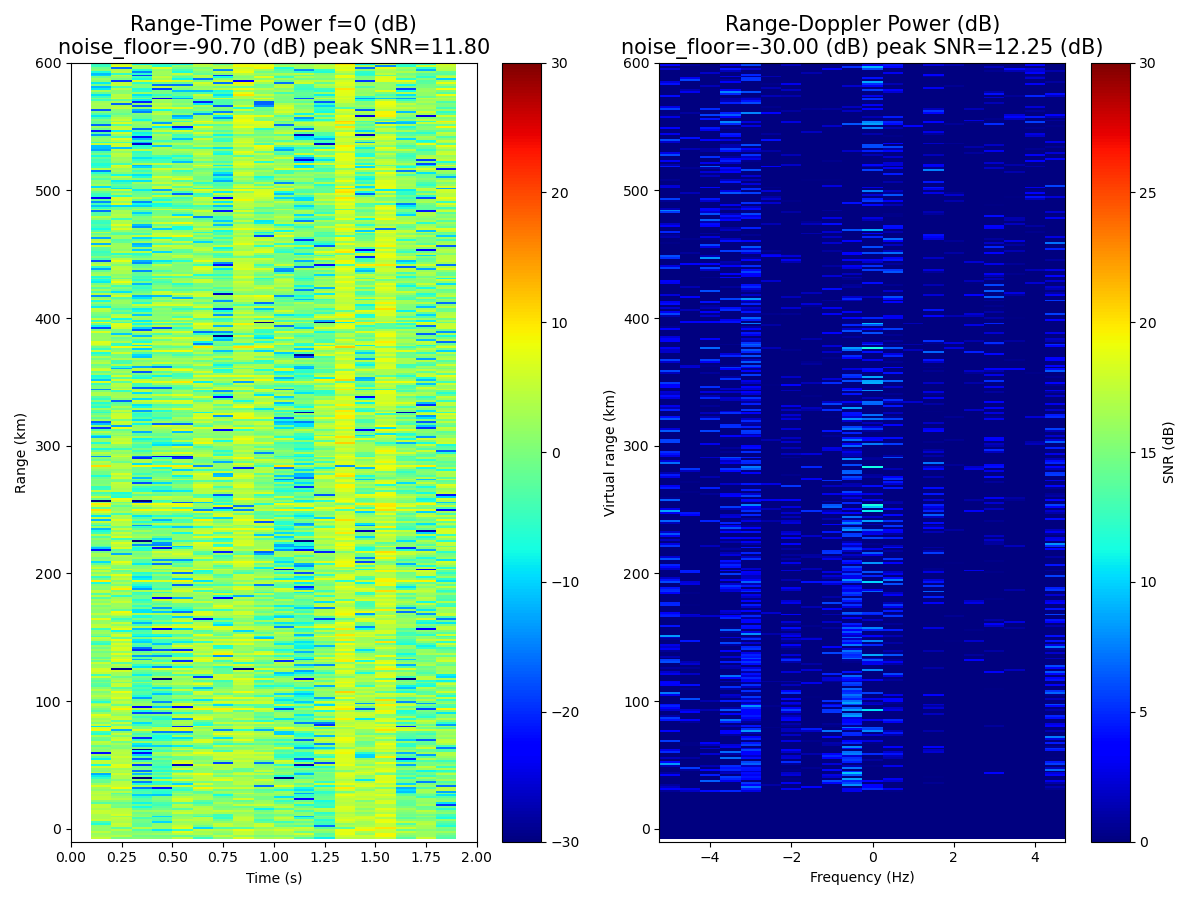 Range-Time Power f=0 (dB)
noise_floor=-90.70 (dB) peak SNR=11.80
Range (km)
600
500
400
300
200
100
0
0.00 0.25 0.50 0.75 1.00 1.25 1.50 1.75 2.00
Time (s)
30
20
10
0
−10
−20
−30
Range-Doppler Power (dB)
noise_floor=-30.00 (dB) peak SNR=12.25 (dB)
Virtual range (km)
600
500
400
300
200
100
0
−4 −2 0 2 4
Frequency (Hz)
30
25
20
15
10
5
0
SNR (dB)